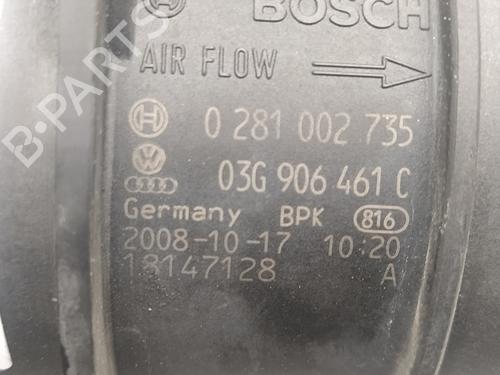 BOSCH
AIR FLOW
0 281 002 735
03G 906 461 C
Germany BPK 816
2008-10-17 10:20
18147128 A
B-PARTS